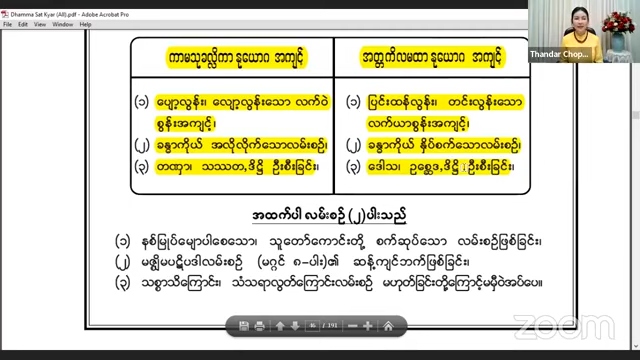 Dhamma Sat Kyar (All).pdf - Adobe Acrobat Pro
File Edit View Window Help
ကာမသုခလ္လိကာ နုယောဂ အကျင့်
(၁) ပျော့လွန်း၊ လျော့လွန်းသော လက်ဝဲ
စွန်းအကျင့်၊
(၂) ခန္ဓာကိုယ် အလိုလိုက်သောလမ်းစဉ်၊
(၃) တဏှာ၊ သဿတ,ဒိဋ္ဌိ ဦးစီးခြင်း၊
အတ္တကိလမထာ နုယောဂ အကျင့်
(၁) ပြင်းထန်လွန်း၊ တင်းလွန်းသော
လက်ယာစွန်းအကျင့်၊
(၂) ခန္ဓာကိုယ် နှိပ်စက်သောလမ်းစဉ်၊
(၃) ဒေါသ၊ ဥစ္ဆေဒ,ဒိဋ္ဌိ ဦးစီးခြင်း၊
အထက်ပါ လမ်းစဉ် (၂) ပါးသည်
(၁) နစ်မြုပ်မျောပါစေသော၊ သူတော်ကောင်းတို့ စက်ဆုပ်သော လမ်းစဉ်ဖြစ်ခြင်း၊
(၂) မဇ္ဈိမပဋိပဒါလမ်းစဉ် (မဂ္ဂင် ၈-ပါး)၏ ဆန့်ကျင်ဘက်ဖြစ်ခြင်း၊
(၃) သစ္စာသိကြောင်း၊ သံသရာလွတ်ကြောင်းလမ်းစဉ် မဟုတ်ခြင်းတို့ကြောင့်မမှီဝဲအပ်ပေ။
Thandar Chop...
36 / 191
zoom